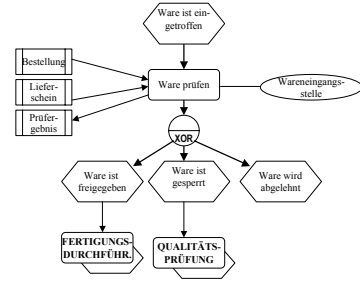 Ware ist ein-
getroffen
Bestellung
Liefer-
schein
Prüfer-
gebnis
Ware prüfen
Wareneingangs-
stelle
XOR
Ware ist
freigegeben
Ware ist
gesperrt
Ware wird
abgelehnt
FERTIGUNGS-
DURCHFÜHR.
QUALITÄTS-
PRÜFUNG